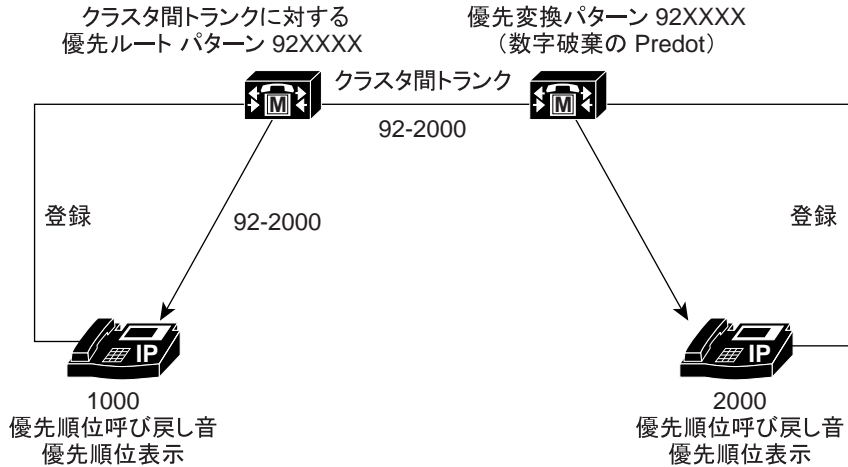 クラスタ間トランクに対する
優先ルート パターン 92XXXX
優先変換パターン 92XXXX
（数字破棄の Predot）
クラスタ間トランク
M
M
92-2000
登録
92-2000
登録
IP
IP
1000
優先順位呼び戻し音
優先順位表示
2000
優先順位呼び戻し音
優先順位表示